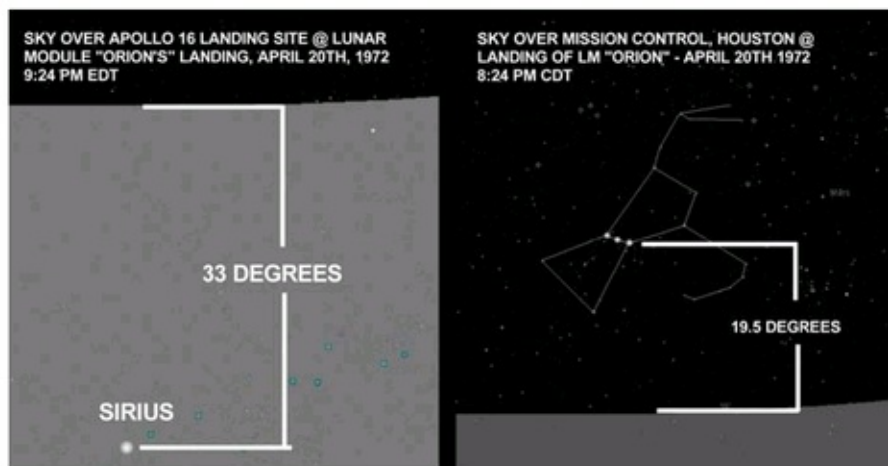 SKY OVER APOLLO 16 LANDING SITE @ LUNAR
MODULE "ORION'S" LANDING, APRIL 20TH, 1972
9:24 PM EDT
33 DEGREES
SIRIUS
SKY OVER MISSION CONTROL, HOUSTON @
LANDING OF LM "ORION" - APRIL 20TH 1972
8:24 PM CDT
Mars
19.5 DEGREES